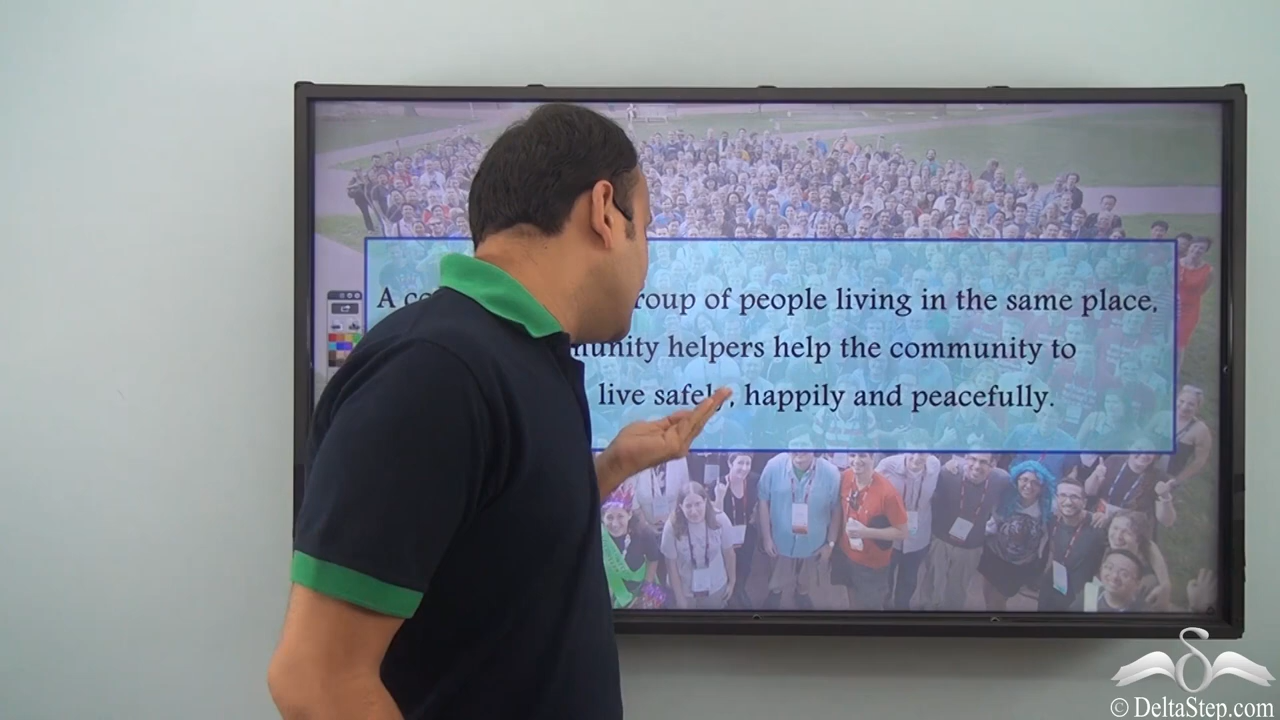 A co roup of people living in the same place,
unity helpers help the community to
live safely, happily and peacefully.
© DeltaStep.com